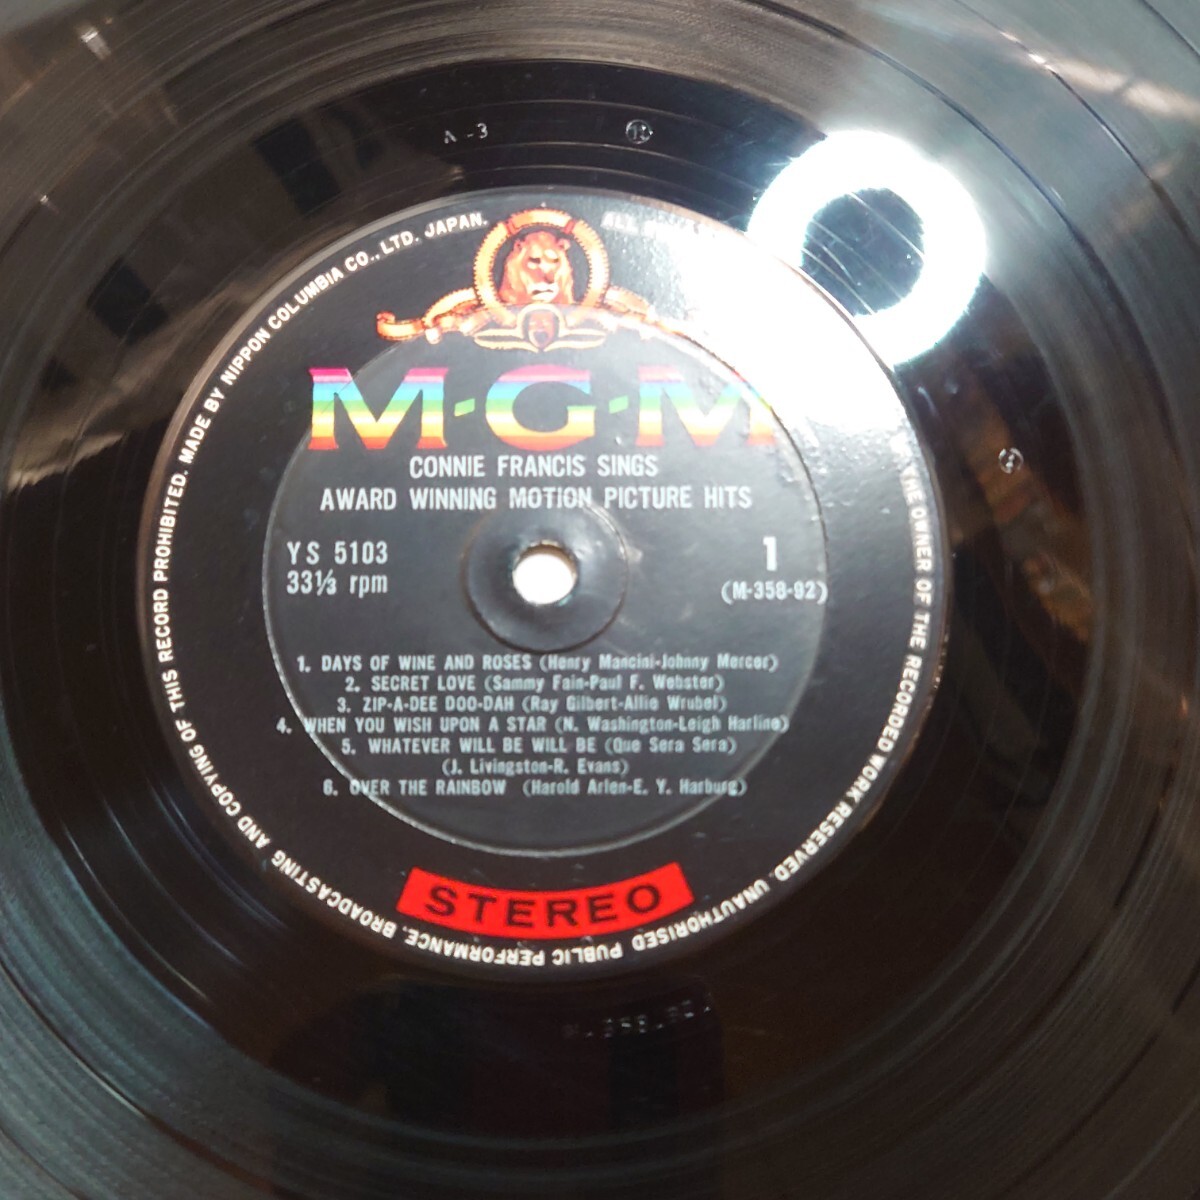 A-3
R
M-G-M
CONNIE FRANCIS SINGS
AWARD WINNING MOTION PICTURE HITS
YS 5103
33⅓ rpm
1
(M-358-92)
1. DAYS OF WINE AND ROSES (Henry Mancini-Johnny Mercer)
2. SECRET LOVE (Sammy Fain-Paul F. Webster)
3. ZIP-A-DEE DOO-DAH (Ray Gilbert-Allie Wrubel)
4. WHEN YOU WISH UPON A STAR (N. Washington-Leigh Harline)
5. WHATEVER WILL BE WILL BE (Que Sera Sera)
(J. Livingston-R. Evans)
6. OVER THE RAINBOW (Harold Arlen-E. Y. Harburg)
STEREO
ALL
THE OWNER OF THE RECORDED WORK RESERVED. UNAUTHORISED PUBLIC PERFORMANCE, BROADCASTING AND COPYING OF THIS RECORD PROHIBITED. MADE BY NIPPON COLUMBIA CO., LTD. JAPAN.